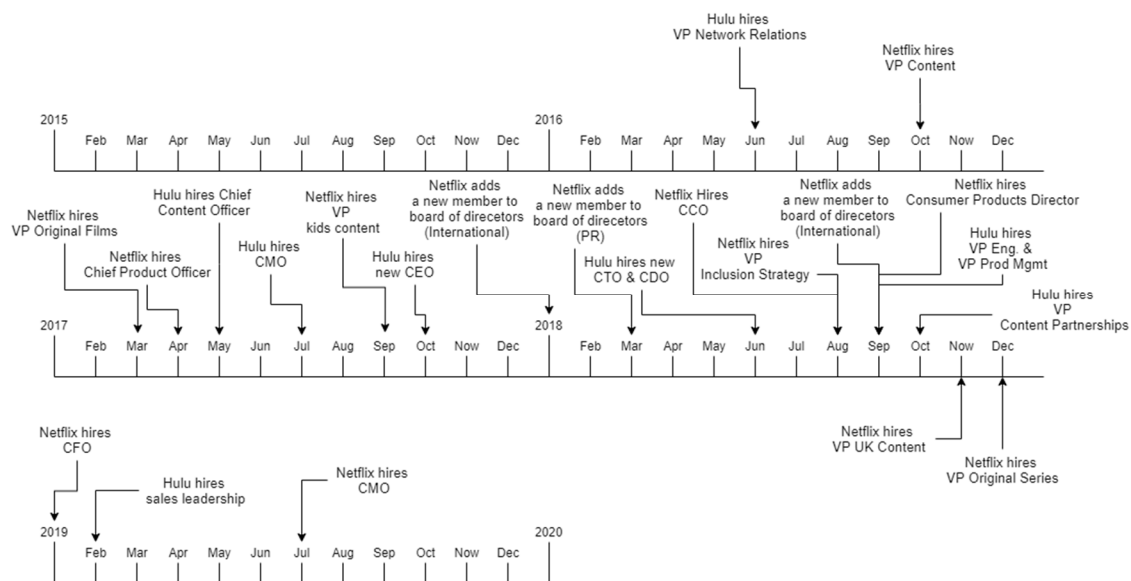 Hulu hires
VP Network Relations
Netflix hires
VP Content
2015
Feb Mar Apr May Jun Jul Aug Sep Oct Nov Dec
2016
Feb Mar Apr May Jun Jul Aug Sep Oct Nov Dec
Netflix hires
VP Original Films
Netflix hires
Chief Product Officer
Hulu hires Chief
Content Officer
Hulu hires
CMO
Netflix hires
VP
kids content
Hulu hires
new CEO
Netflix adds
a new member to
board of direcetors
(International)
Netflix adds
a new member to
board of direcetors
(PR)
Hulu hires new
CTO & CDO
Netflix Hires
CCO
Netflix hires
VP
Inclusion Strategy
Netflix adds
a new member to
board of direcetors
(International)
Netflix hires
Consumer Products Director
Hulu hires
VP Eng. &
VP Prod Mgmt
Hulu hires
VP
Content Partnerships
2017
Feb Mar Apr May Jun Jul Aug Sep Oct Nov Dec
2018
Feb Mar Apr May Jun Jul Aug Sep Oct Nov Dec
Netflix hires
VP UK Content
Netflix hires
VP Original Series
Netflix hires
CFO
Hulu hires
sales leadership
Netflix hires
CMO
2019
Feb Mar Apr May Jun Jul Aug Sep Oct Nov Dec
2020